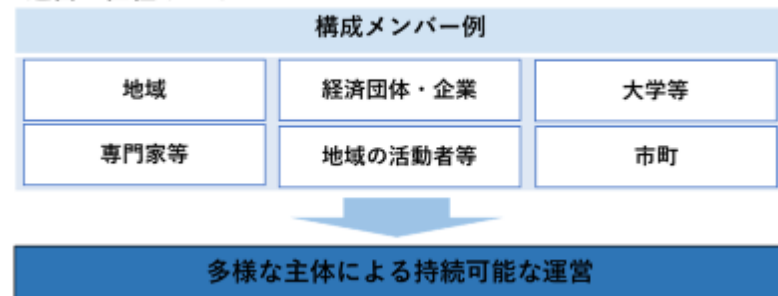 構成メンバー例
地域
経済団体・企業
大学等
専門家等
地域の活動者等
市町
多様な主体による持続可能な運営